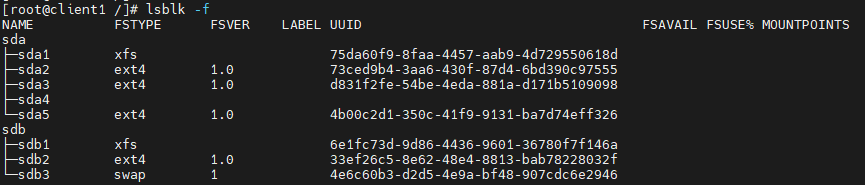 [root@client1 /]# lsblk -f
NAME FSTYPE FSVER LABEL UUID FSAVAIL FSUSE% MOUNTPOINTS
sda
├─sda1 xfs 75da60f9-8faa-4457-aab9-4d729550618d
├─sda2 ext4 1.0 73ced9b4-3aa6-430f-87d4-6bd390c97555
├─sda3 ext4 1.0 d831f2fe-54be-4eda-881a-d171b5109098
├─sda4
└─sda5 ext4 1.0 4b00c2d1-350c-41f9-9131-ba7d74eff326
sdb
├─sdb1 xfs 6e1fc73d-9d86-4436-9601-36780f7f146a
├─sdb2 ext4 1.0 33ef26c5-8e62-48e4-8813-bab78228032f
└─sdb3 swap 1 4e6c60b3-d2d5-4e9a-bf48-907cdc6e2946